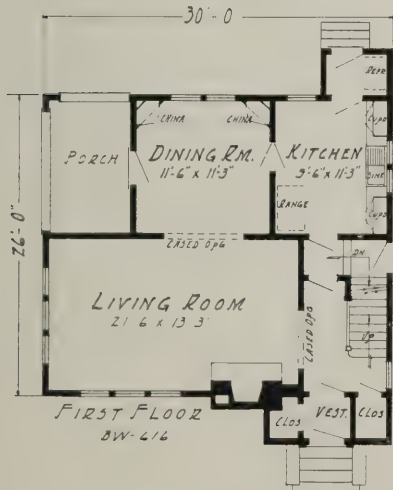 30'-0
REFR.
CHINA
CHINA
CUPD
PORCH
DINING RM.
11'-6" x 11'-3"
KITCHEN
9'-6" x 11'-3"
SINK
RANGE
CUPD
26'-0"
CASED OPG
DN.
LIVING ROOM
21-6 x 13-3
CASED OPG
UP
FIRST FLOOR
BW-616
CLOS
VEST.
CLOS